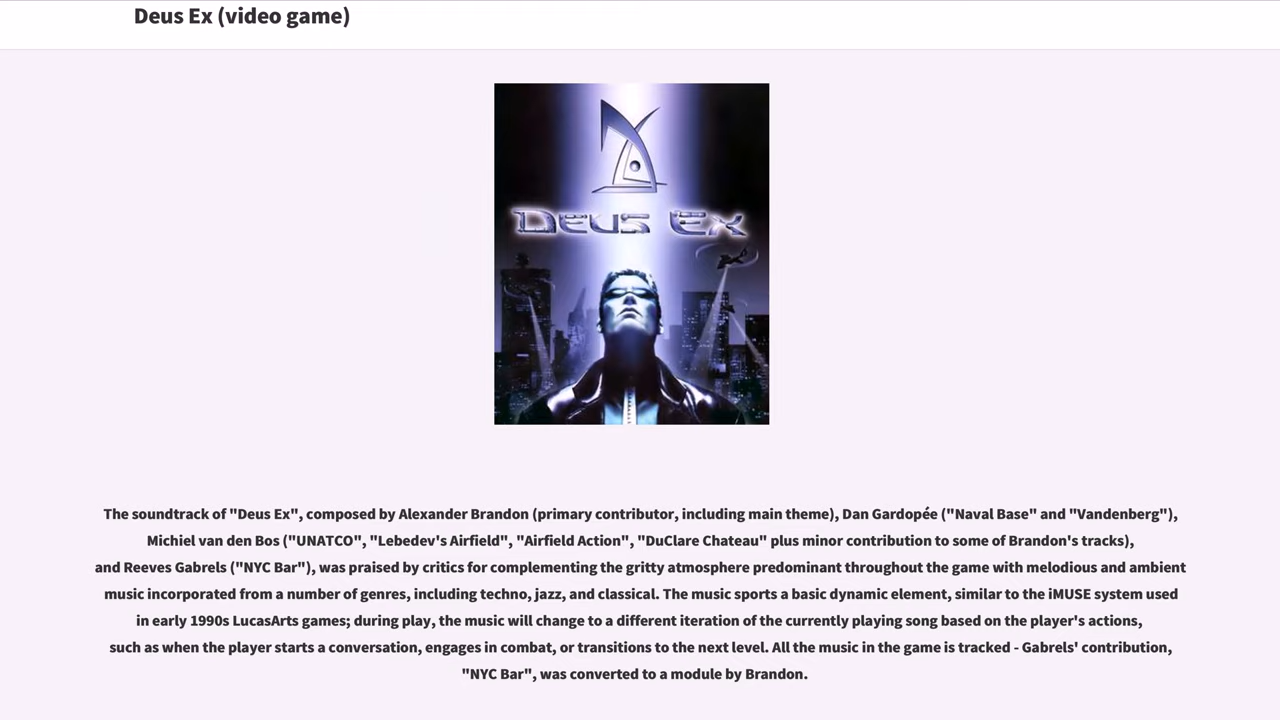 Deus Ex (video game)
Deus Ex
The soundtrack of "Deus Ex", composed by Alexander Brandon (primary contributor, including main theme), Dan Gardopée ("Naval Base" and "Vandenberg"),
Michiel van den Bos ("UNATCO", "Lebedev's Airfield", "Airfield Action", "DuClare Chateau" plus minor contribution to some of Brandon's tracks),
and Reeves Gabrels ("NYC Bar"), was praised by critics for complementing the gritty atmosphere predominant throughout the game with melodious and ambient
music incorporated from a number of genres, including techno, jazz, and classical. The music sports a basic dynamic element, similar to the iMUSE system used
in early 1990s LucasArts games; during play, the music will change to a different iteration of the currently playing song based on the player's actions,
such as when the player starts a conversation, engages in combat, or transitions to the next level. All the music in the game is tracked - Gabrels' contribution,
"NYC Bar", was converted to a module by Brandon.